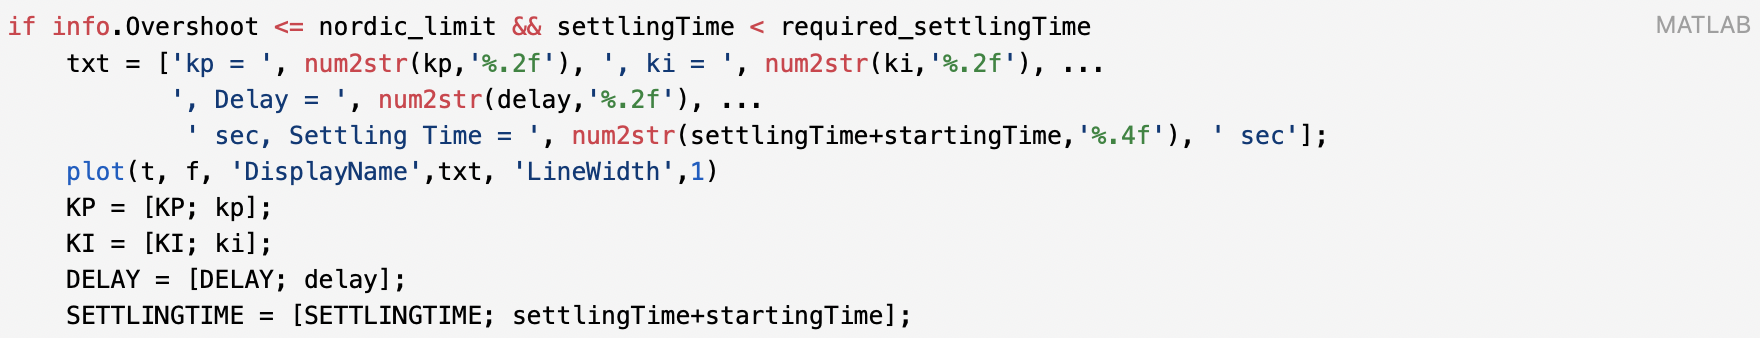 if info.Overshoot <= nordic_limit && settlingTime < required_settlingTime
MATLAB
    txt = ['kp = ', num2str(kp,'%.2f'), ', ki = ', num2str(ki,'%.2f'), ...
           ', Delay = ', num2str(delay,'%.2f'), ...
            ' sec, Settling Time = ', num2str(settlingTime+startingTime,'%.4f'), ' sec'];
    plot(t, f, 'DisplayName',txt, 'LineWidth',1)
    KP = [KP; kp];
    KI = [KI; ki];
    DELAY = [DELAY; delay];
    SETTLINGTIME = [SETTLINGTIME; settlingTime+startingTime];